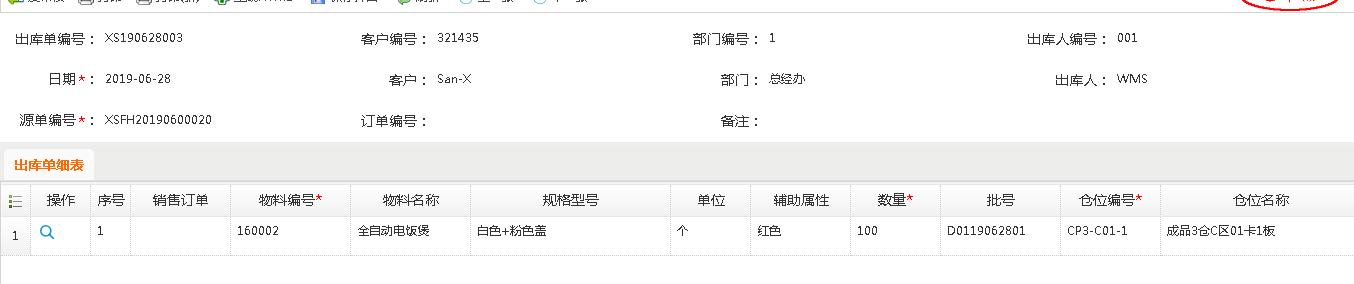 出库单编号： XS190628003 客户编号： 321435 部门编号： 1 出库人编号： 001
日期*： 2019-06-28 客户： San-X 部门： 总经办 出库人： WMS
源单编号*： XSFH20190600020 订单编号： 备注：
出库单细表
操作 序号 销售订单 物料编号* 物料名称 规格型号 单位 辅助属性 数量* 批号 仓位编号* 仓位名称
1 1 160002 全自动电饭煲 白色+粉色盖 个 红色 100 D0119062801 CP3-C01-1 成品3仓C区01卡1板